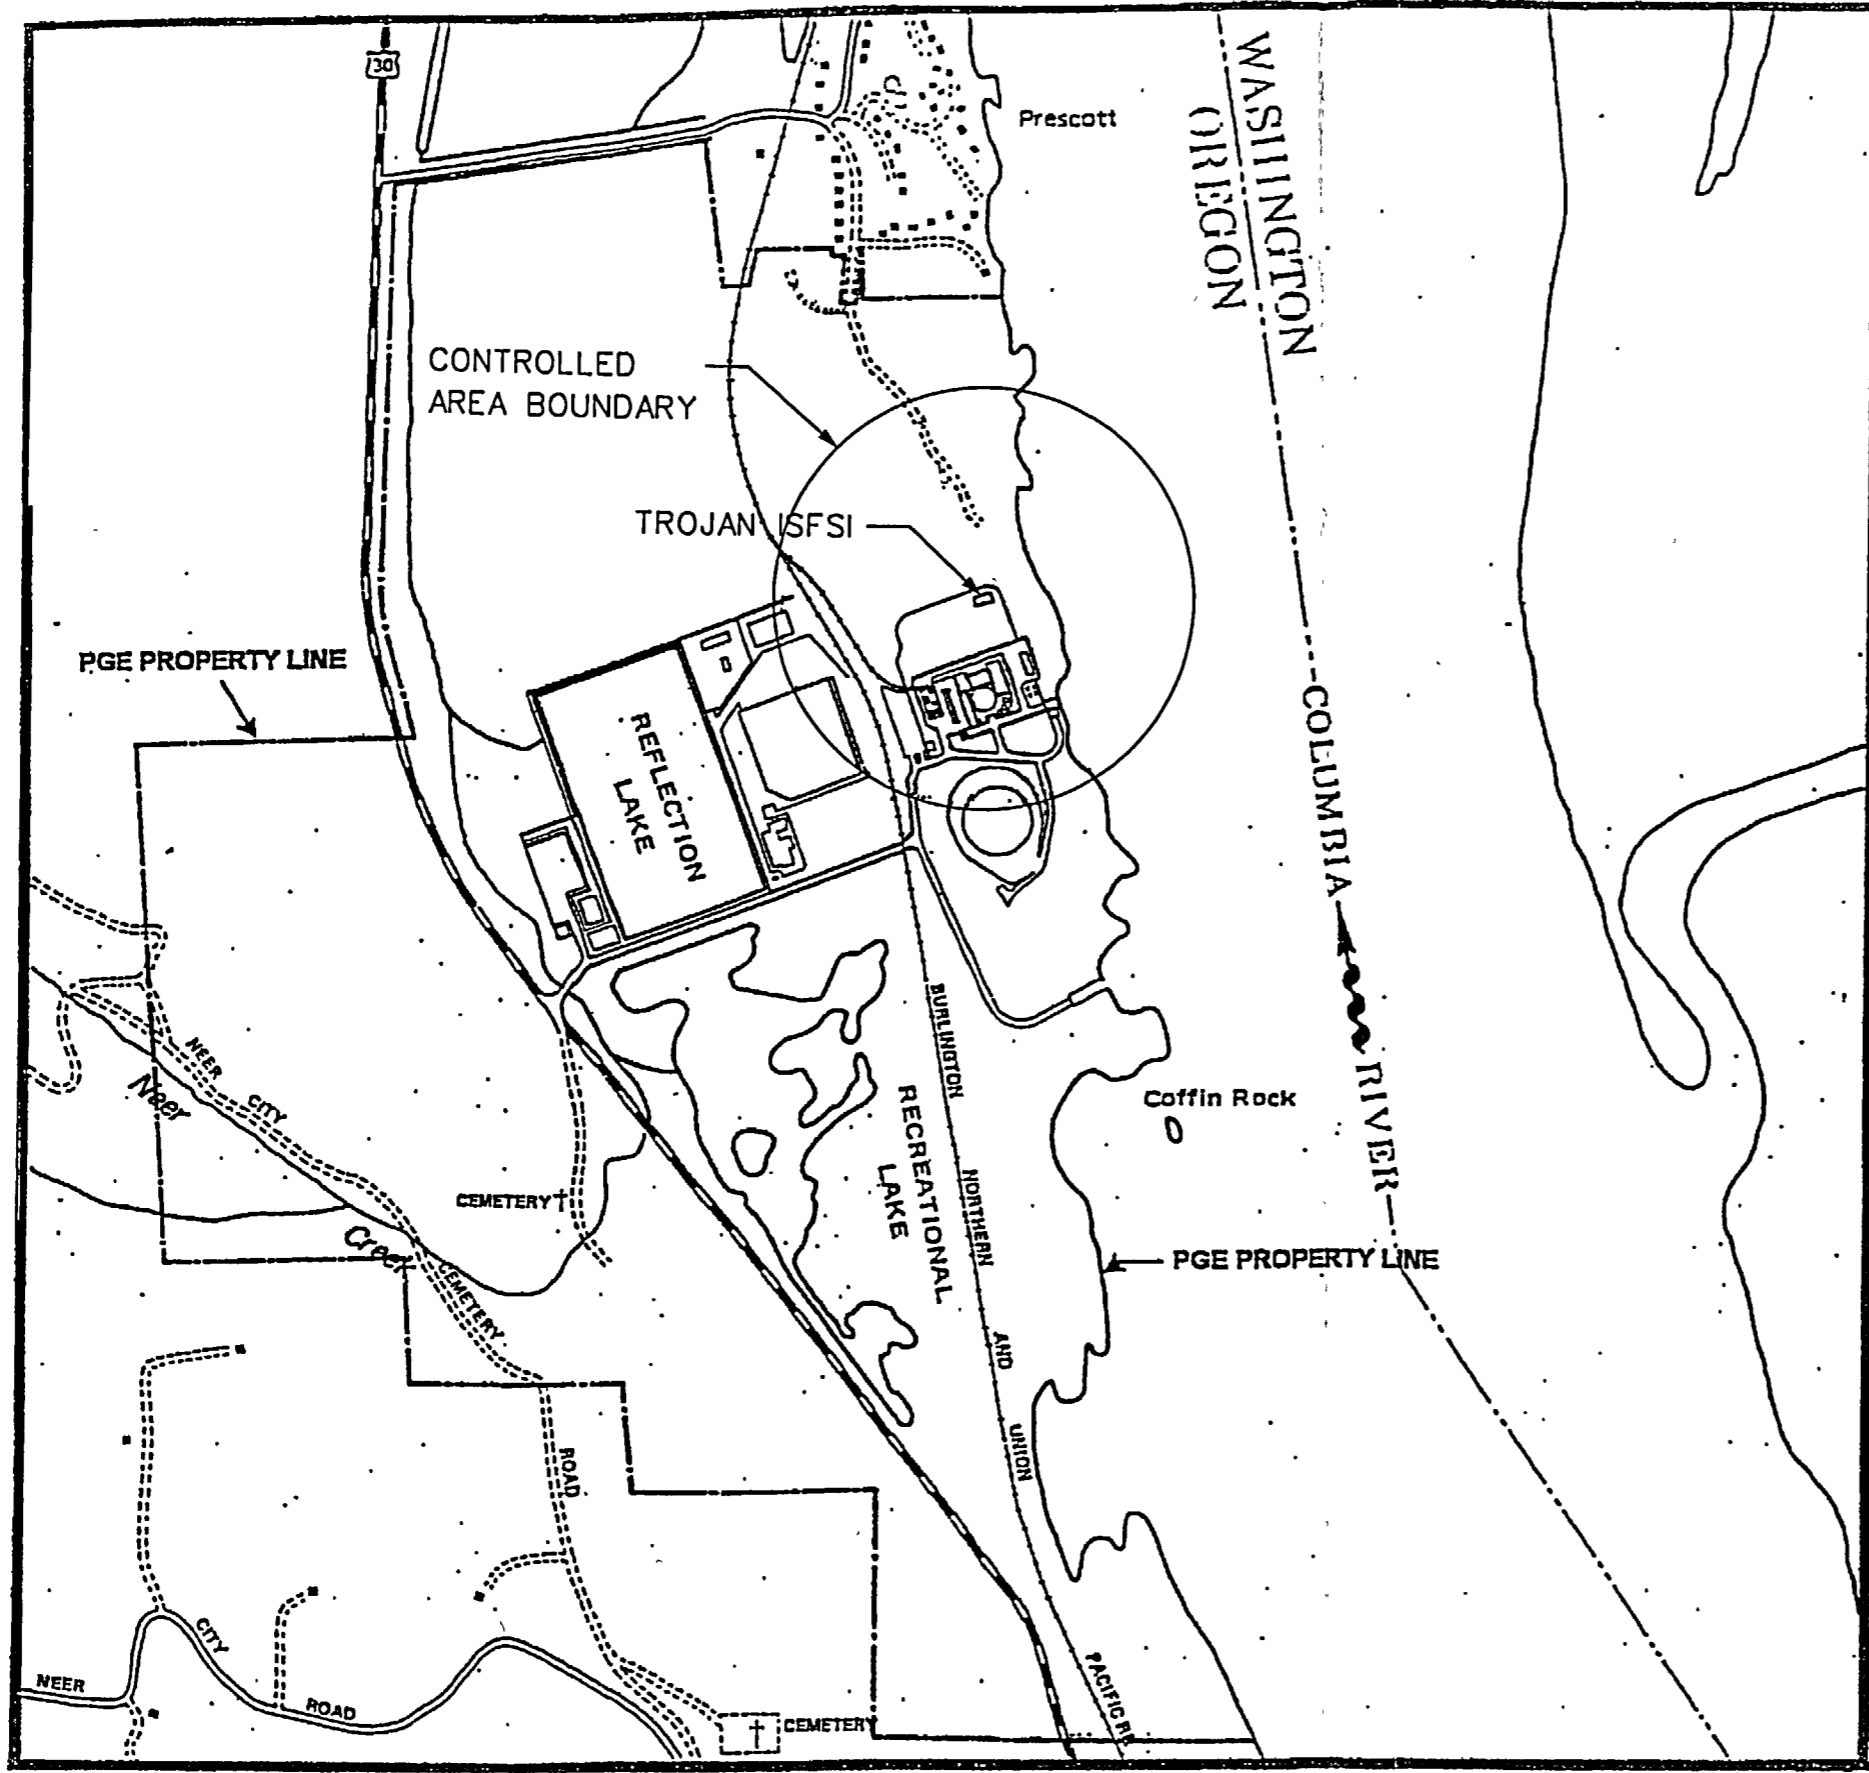 30
Prescott
WASHINGTON
OREGON
CONTROLLED
AREA BOUNDARY
TROJAN ISFSI
PGE PROPERTY LINE
REFLECTION
LAKE
COLUMBIA
RIVER
BURLINGTON
NORTHERN
AND
UNION
PACIFIC RR
RECREATIONAL
LAKE
Coffin Rock
NEER
CITY
Neer
Creek
CEMETERY
CEMETERY
ROAD
PGE PROPERTY LINE
NEER
CITY
ROAD
CEMETERY